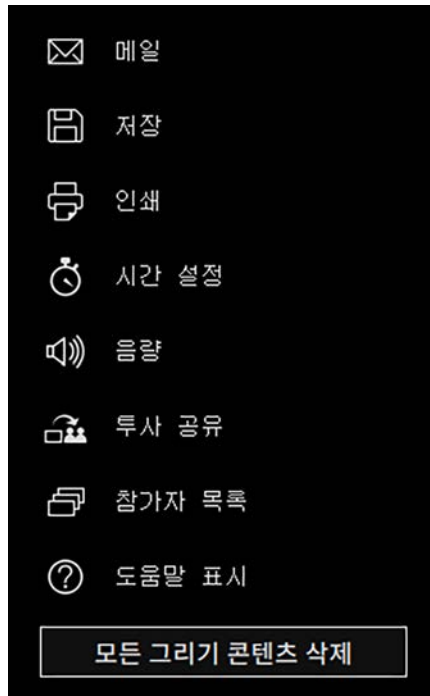 메일
저장
인쇄
시간 설정
음량
투사 공유
참가자 목록
도움말 표시
모든 그리기 콘텐츠 삭제